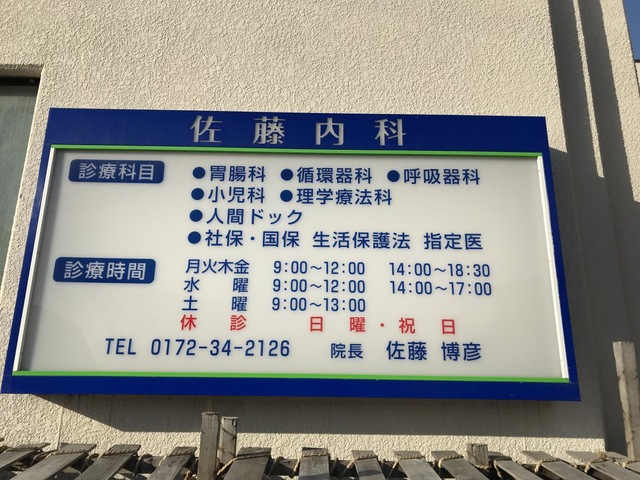 佐藤内科
診療科目 ●胃腸科 ●循環器科 ●呼吸器科
●小児科 ●理学療法科
●人間ドック
●社保・国保 生活保護法 指定医
診療時間 月火木金 9:00～12:00 14:00～18:30
水曜 9:00～12:00 14:00～17:00
土曜 9:00～13:00
休診 日曜・祝日
TEL 0172-34-2126 院長 佐藤 博彦